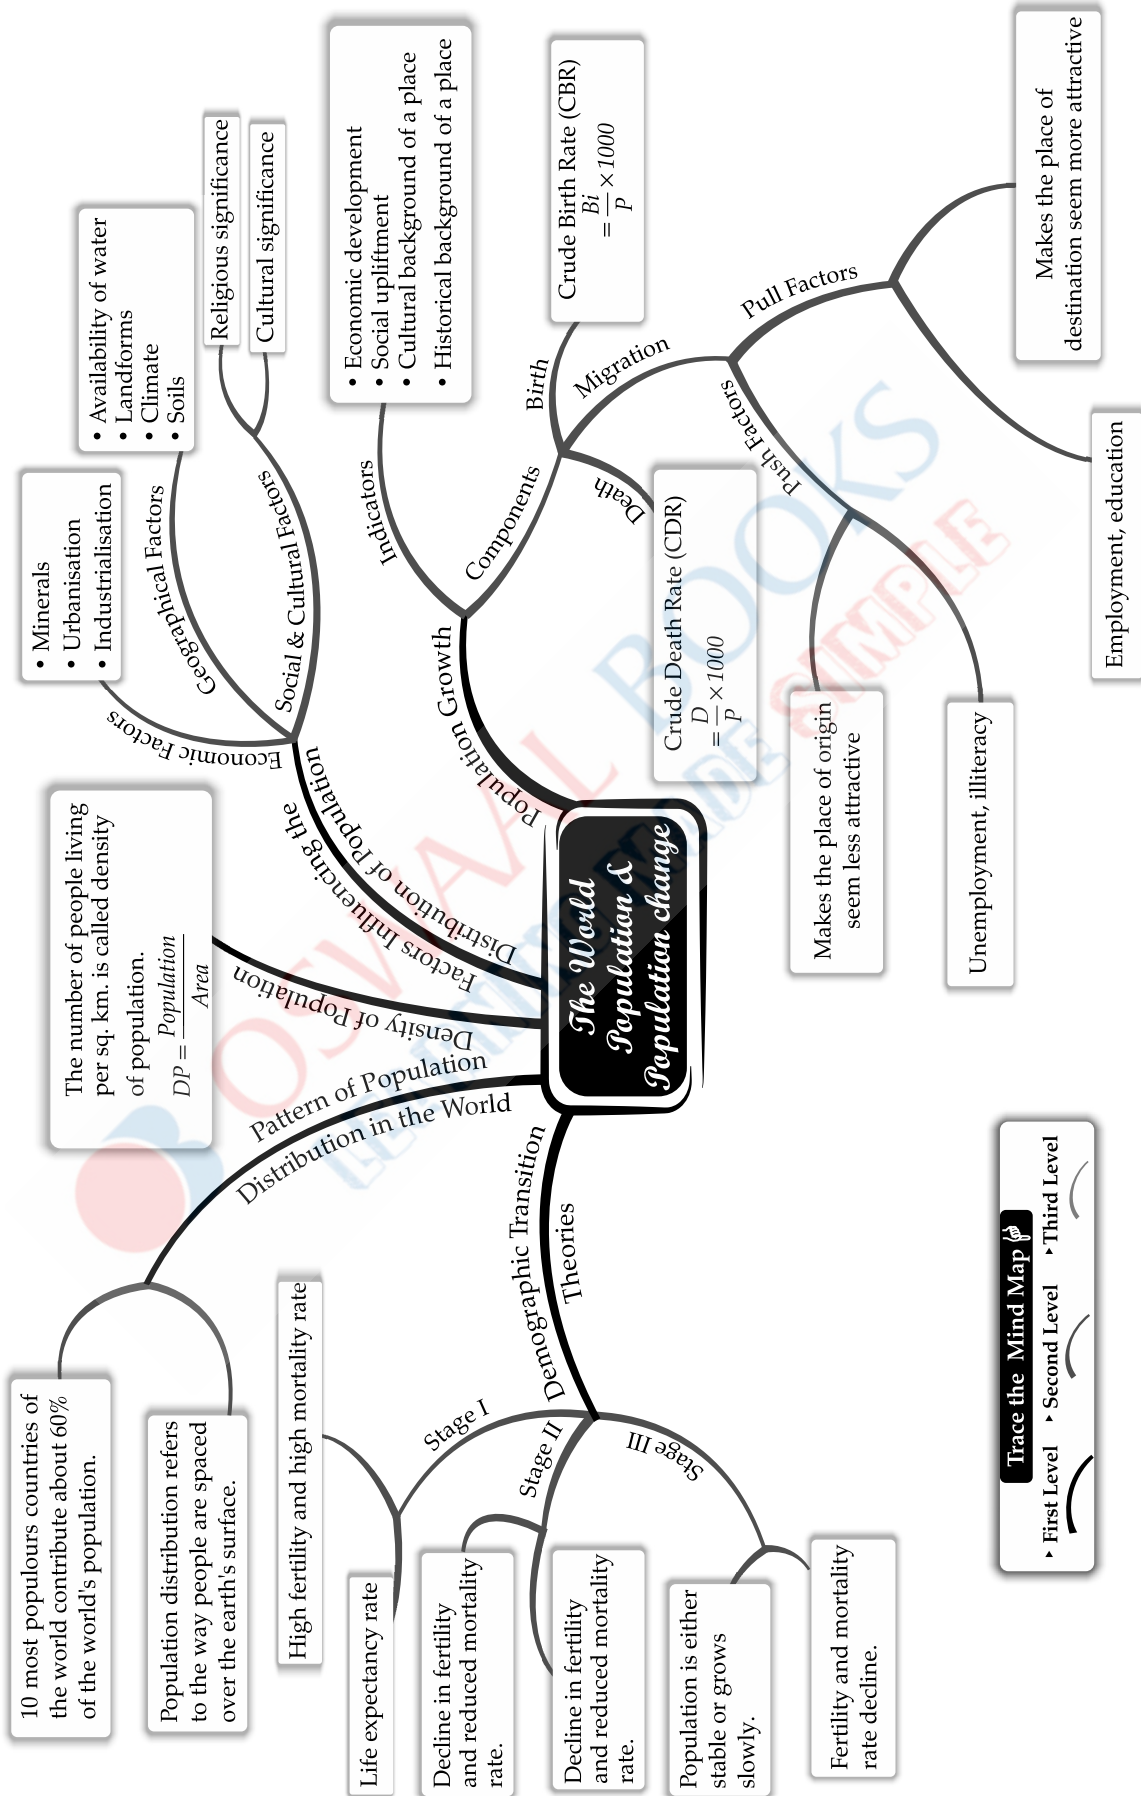 The World
Population &
Population change
Demographic Transition
Theories
Stage I
High fertility and high mortality rate
Life expectancy rate
Stage II
Decline in fertility
and reduced mortality
rate.
Decline in fertility
and reduced mortality
rate.
Stage III
Population is either
stable or grows
slowly.
Fertility and mortality
rate decline.
Pattern of Population
Distribution in the World
10 most populours countries of
the world contribute about 60%
of the world's population.
Population distribution refers
to the way people are spaced
over the earth's surface.
Density of Population
The number of people living
per sq. km. is called density
of population.
DP = Population / Area
Factors Influencing the
Distribution of Population
Economic Factors
• Minerals
• Urbanisation
• Industrialisation
Geographical Factors
• Availability of water
• Landforms
• Climate
• Soils
Social & Cultural Factors
Religious significance
Cultural significance
Population Growth
Indicators
• Economic development
• Social upliftment
• Cultural background of a place
• Historical background of a place
Components
Birth
Crude Birth Rate (CBR)
= Bi / P ×1000
Death
Crude Death Rate (CDR)
= D / P ×1000
Migration
Push Factors
Makes the place of origin
seem less attractive
Unemployment, illiteracy
Pull Factors
Makes the place of
destination seem more attractive
Employment, education
Trace the Mind Map
▸ First Level ▸ Second Level ▸ Third Level
OSWAAL BOOKS
LEARNING MADE SIMPLE